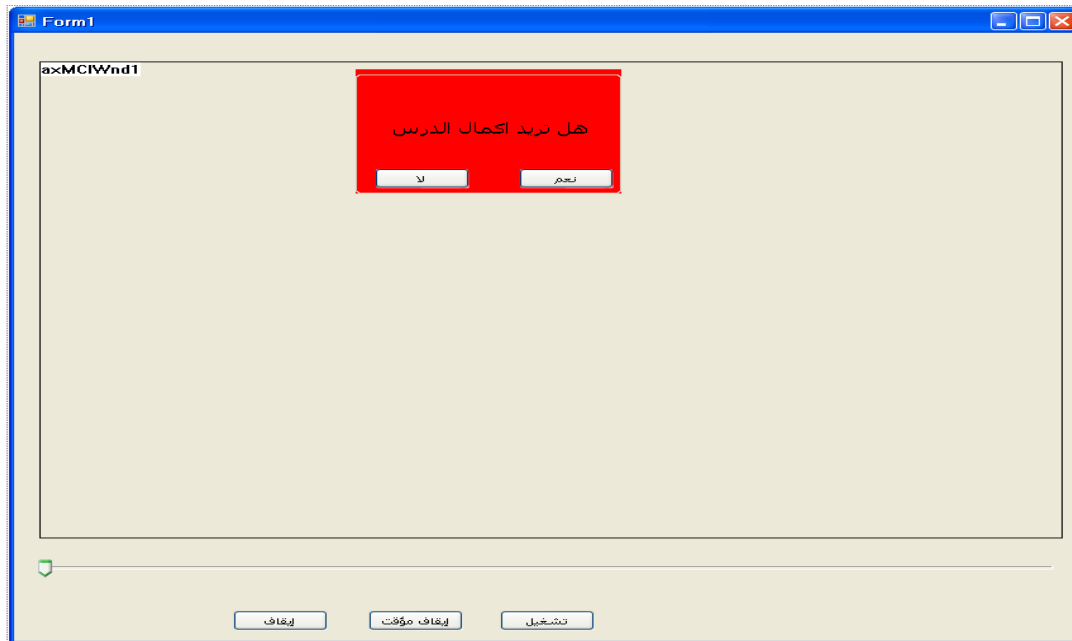 Form1
axMCIWnd1
هل تريد اكمال الدرس
نعم
لا
تشغيل
إيقاف مؤقت
إيقاف